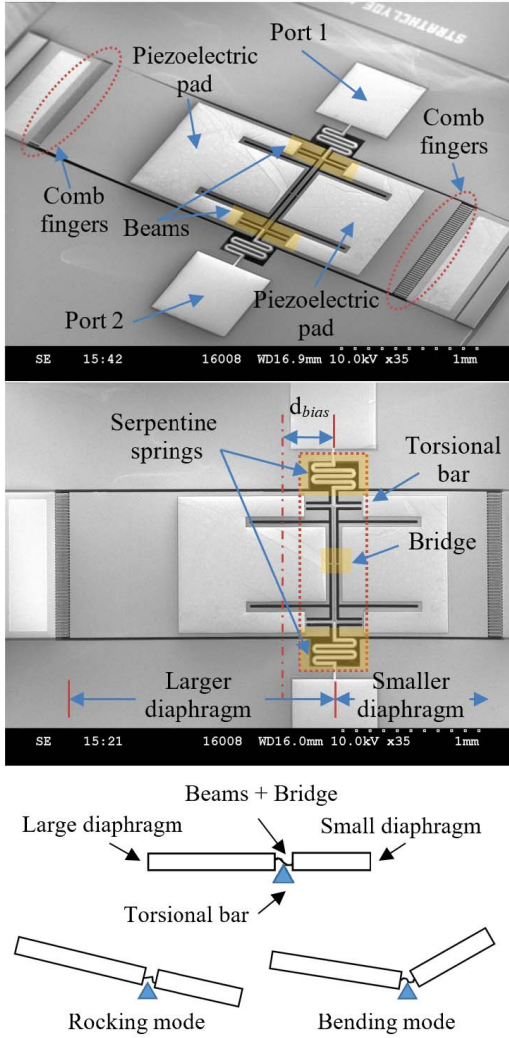 STRATHCLYDE
Port 1
Piezoelectric
pad
Comb
fingers
Comb
fingers
Beams
Port 2
Piezoelectric
pad
SE 15:42 16008 WD16.9mm 10.0kV x35 1mm
dbias
Serpentine
springs
Torsional
bar
Bridge
Larger
diaphragm
Smaller
diaphragm
SE 15:21 16008 WD16.0mm 10.0kV x35 1mm
Beams + Bridge
Large diaphragm
Small diaphragm
Torsional bar
Rocking mode
Bending mode